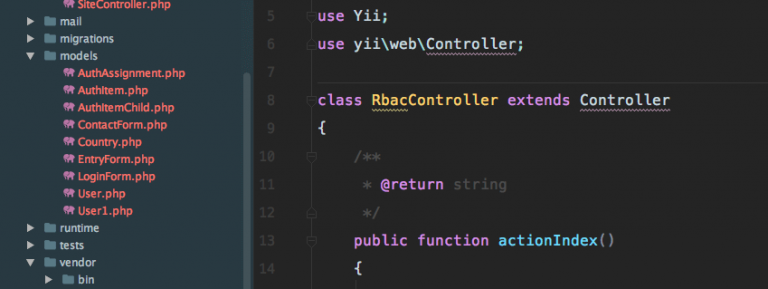 SiteController.php
mail
migrations
models
AuthAssignment.php
AuthItem.php
AuthItemChild.php
ContactForm.php
Country.php
EntryForm.php
LoginForm.php
User.php
User1.php
runtime
tests
vendor
bin
5 use Yii;
6 use yii\web\Controller;
7
8 class RbacController extends Controller
9 {
10 /**
11 * @return string
12 */
13 public function actionIndex()
14 {